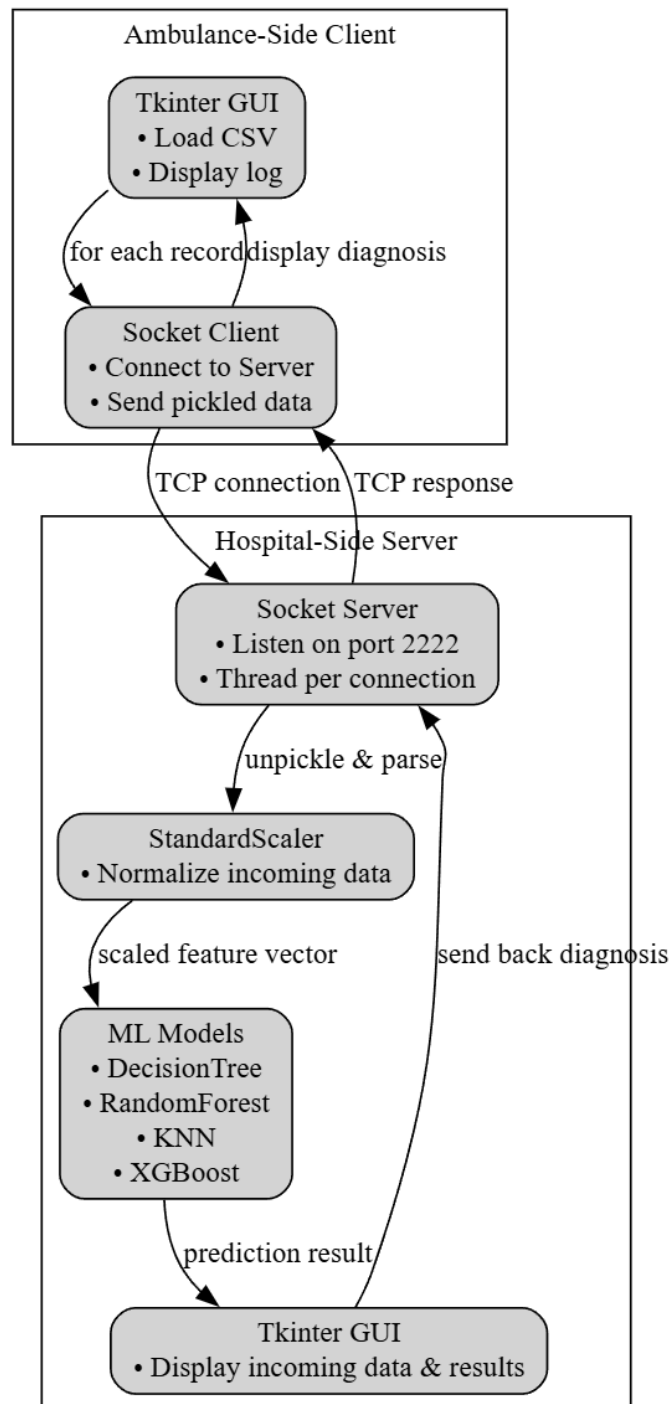 Ambulance-Side Client
Tkinter GUI
• Load CSV
• Display log
for each record
display diagnosis
Socket Client
• Connect to Server
• Send pickled data
TCP connection
TCP response
Hospital-Side Server
Socket Server
• Listen on port 2222
• Thread per connection
unpickle & parse
StandardScaler
• Normalize incoming data
scaled feature vector
send back diagnosis
ML Models
• DecisionTree
• RandomForest
• KNN
• XGBoost
prediction result
Tkinter GUI
• Display incoming data & results